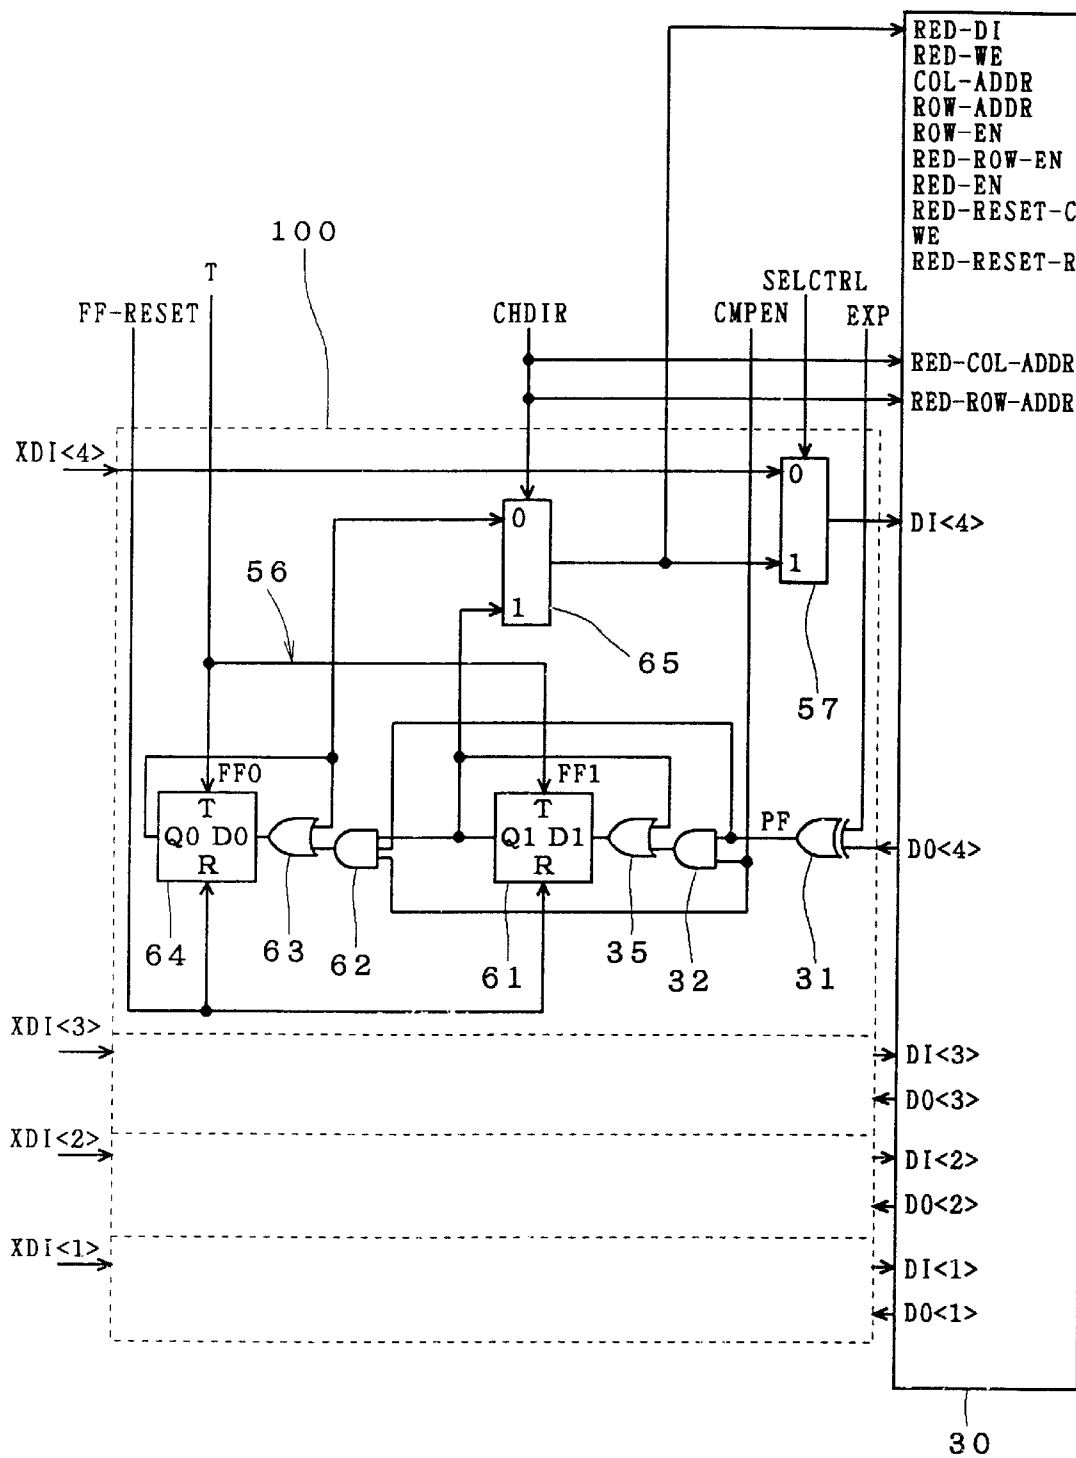 RED-DI
RED-WE
COL-ADDR
ROW-ADDR
ROW-EN
RED-ROW-EN
RED-EN
RED-RESET-C
WE
RED-RESET-R
100
T
SELCTRL
FF-RESET
CHDIR
CMPEN
EXP
RED-COL-ADDR
RED-ROW-ADDR
XDI<4>
0
0
DI<4>
1
56
1
65
57
FF0
FF1
T
T
PF
Q0 D0
Q1 D1
DO<4>
R
R
64
63
62
61
35
32
31
XDI<3>
DI<3>
DO<3>
XDI<2>
DI<2>
DO<2>
XDI<1>
DI<1>
DO<1>
30